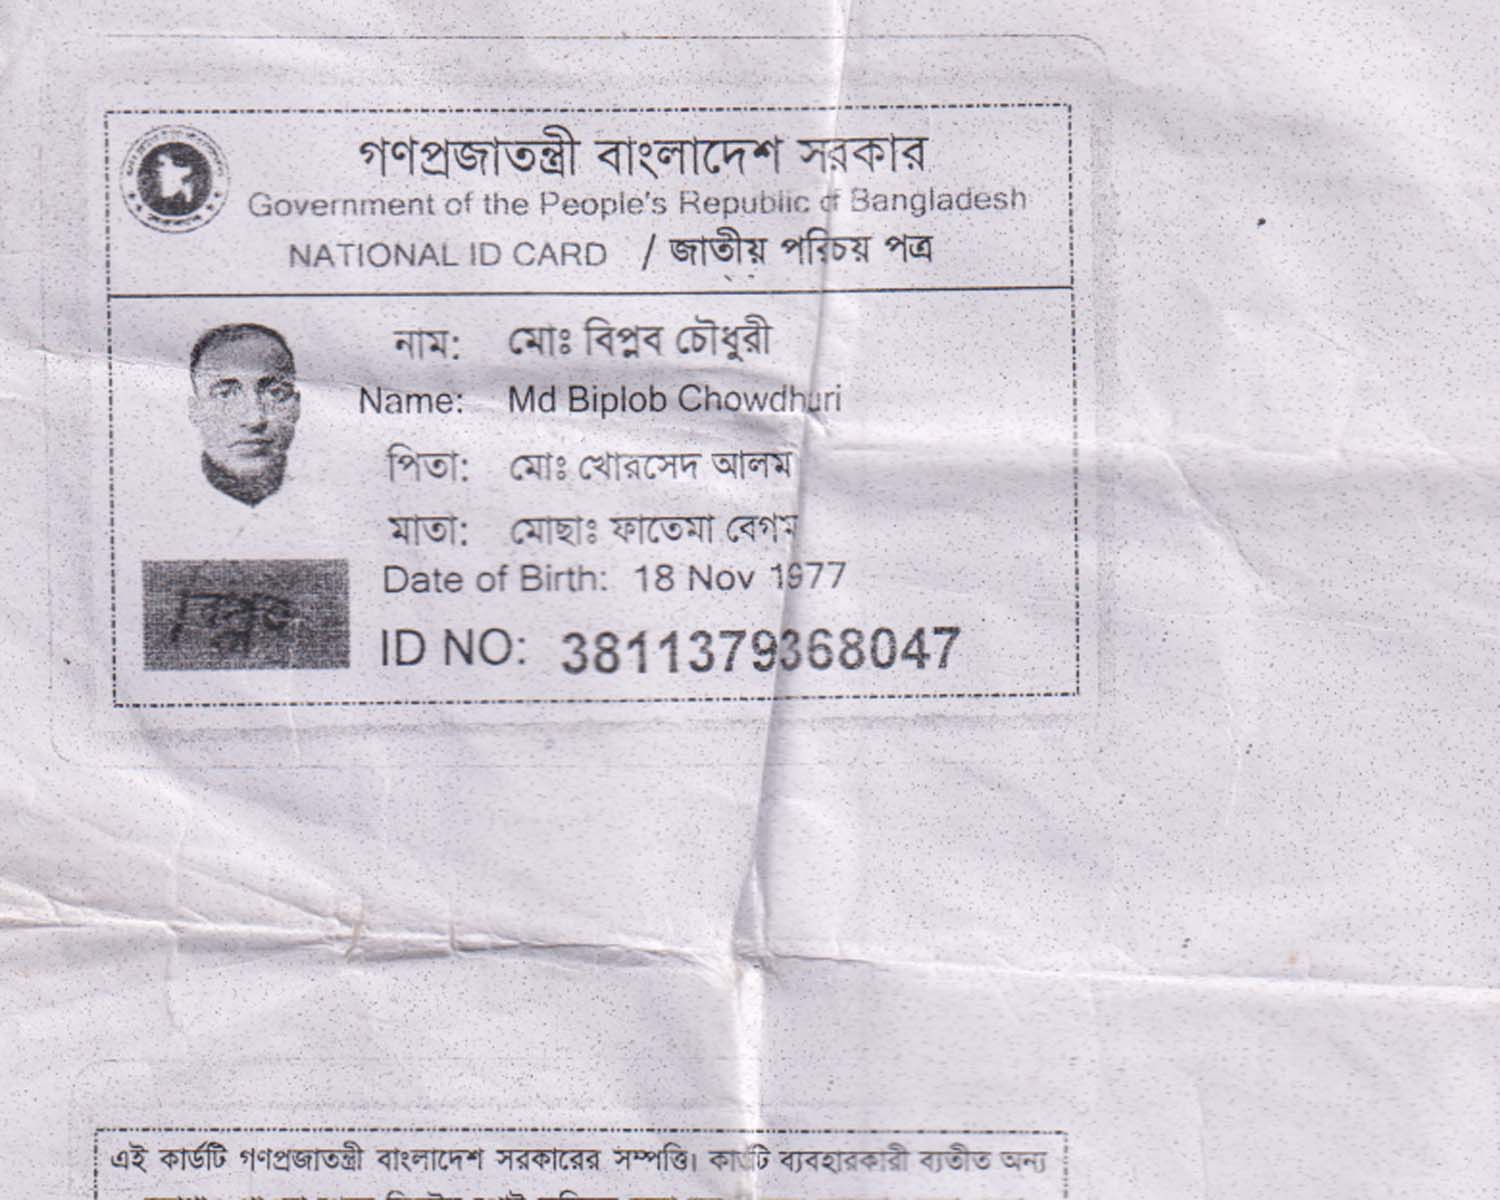 গণপ্রজাতন্ত্রী বাংলাদেশ সরকার
Government of the People's Republic of Bangladesh
NATIONAL ID CARD / জাতীয় পরিচয় পত্র
নাম: মোঃ বিপ্লব চৌধুরী
Name: Md Biplob Chowdhuri
পিতা: মোঃ খোরসেদ আলম
মাতা: মোছাঃ ফাতেমা বেগম
Date of Birth: 18 Nov 1977
ID NO: 3811379368047
এই কার্ডটি গণপ্রজাতন্ত্রী বাংলাদেশ সরকারের সম্পত্তি। কার্ডটি ব্যবহারকারী ব্যতীত অন্য